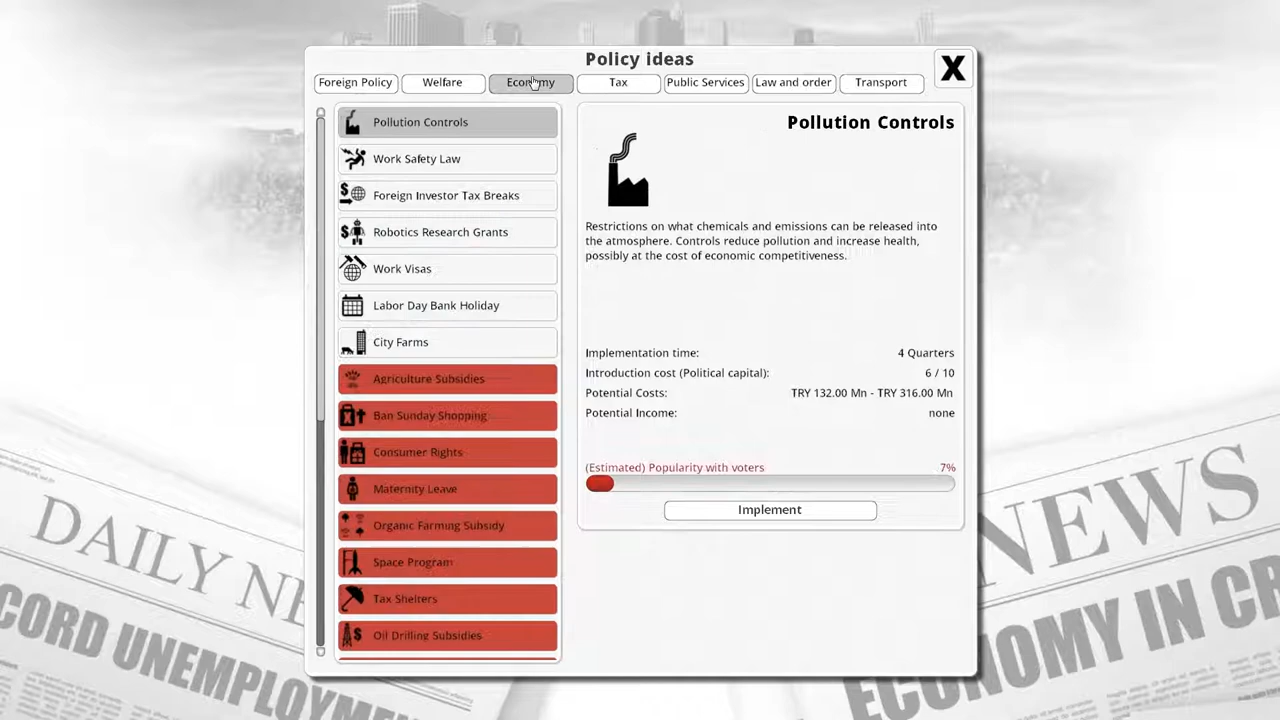 Policy ideas
X
Foreign Policy
Welfare
Economy
Tax
Public Services
Law and order
Transport
Pollution Controls
Work Safety Law
Foreign Investor Tax Breaks
Robotics Research Grants
Work Visas
Labor Day Bank Holiday
City Farms
Agriculture Subsidies
Ban Sunday Shopping
Consumer Rights
Maternity Leave
Organic Farming Subsidy
Space Program
Tax Shelters
Oil Drilling Subsidies
Pollution Controls
Restrictions on what chemicals and emissions can be released into
the atmosphere. Controls reduce pollution and increase health,
possibly at the cost of economic competitiveness.
Implementation time: 4 Quarters
Introduction cost (Political capital): 6 / 10
Potential Costs: TRY 132.00 Mn - TRY 316.00 Mn
Potential Income: none
(Estimated) Popularity with voters 7%
Implement
DAILY NE
CORD UNEMPLOYM
NEWS
ECONOMY IN CR